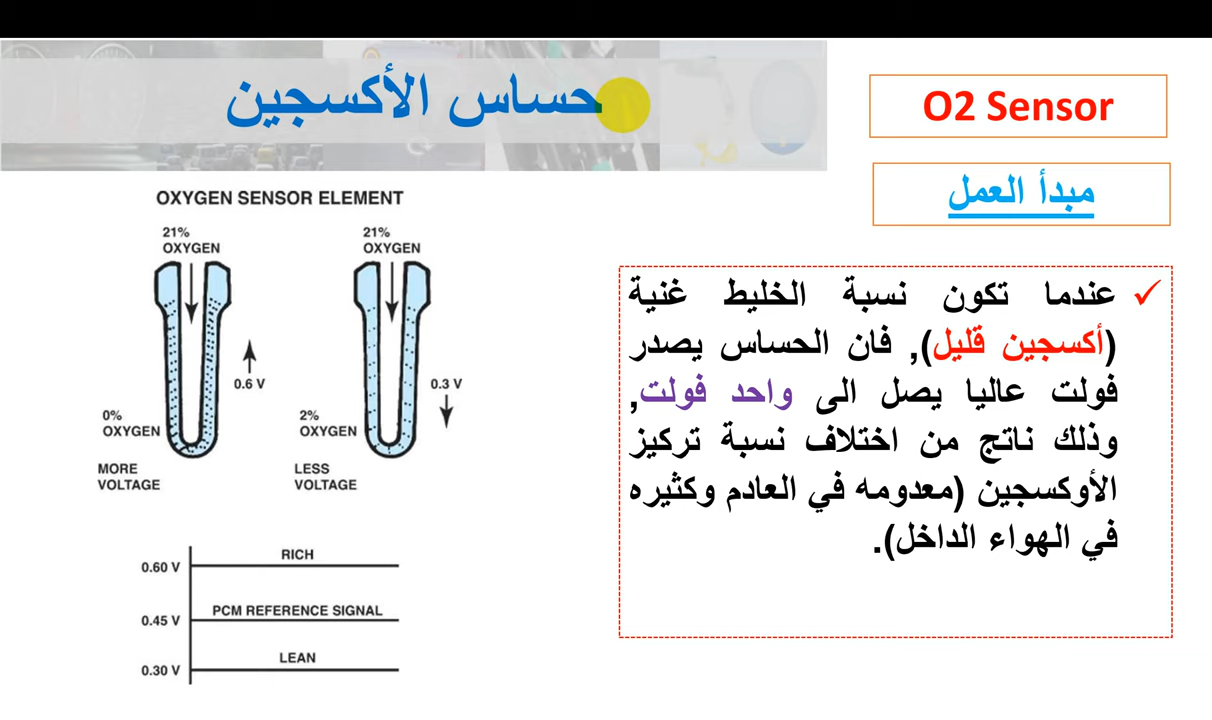 حساس الأكسجين
O2 Sensor
مبدأ العمل
عندما تكون نسبة الخليط غنية
(أكسجين قليل), فان الحساس يصدر
فولت عاليا يصل الى واحد فولت,
وذلك ناتج من اختلاف نسبة تركيز
الأوكسجين (معدومه في العادم وكثيره
في الهواء الداخل).
OXYGEN SENSOR ELEMENT
21%
OXYGEN
0.6 V
0%
OXYGEN
MORE
VOLTAGE
21%
OXYGEN
0.3 V
2%
OXYGEN
LESS
VOLTAGE
RICH
0.60 V
PCM REFERENCE SIGNAL
0.45 V
LEAN
0.30 V